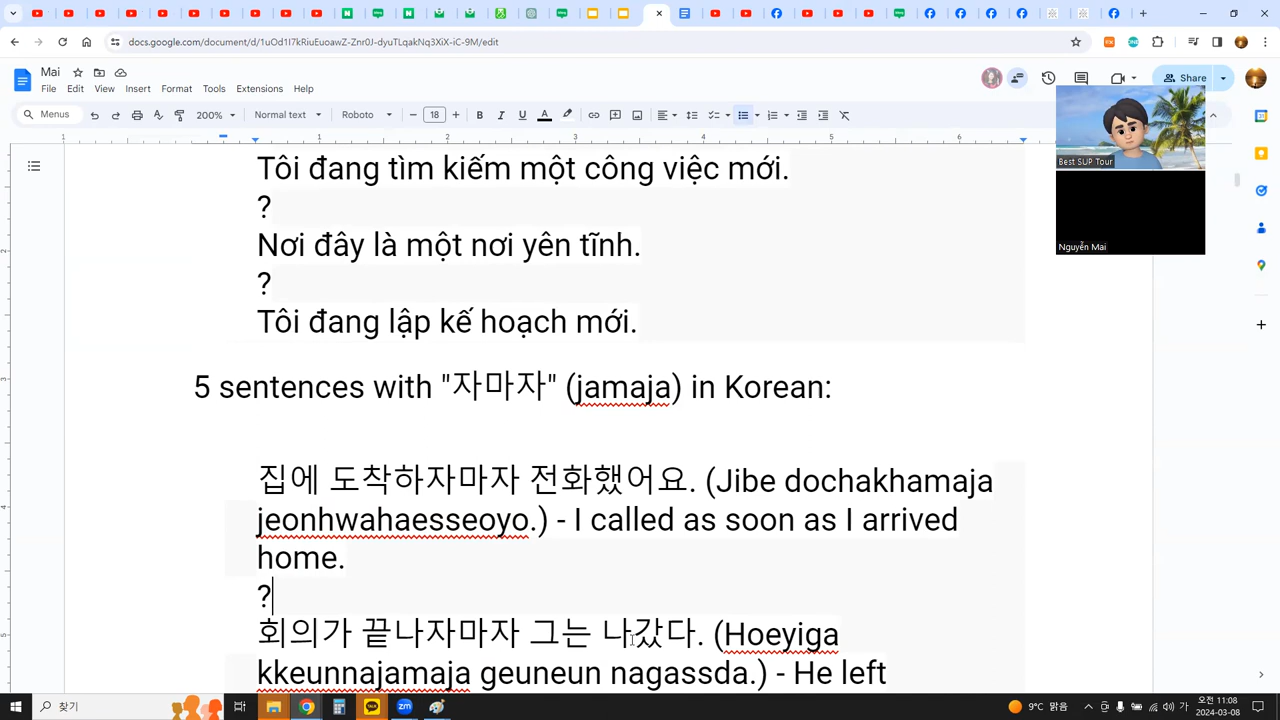 docs.google.com/document/d/1uOd1I7kRiuEuoawZ-Znr0J-dyuTLqakNq3XiX-iC-9M/edit
Mai
File Edit View Insert Format Tools Extensions Help
Share
Menus
200%
Normal text
Roboto
18
Best SUP Tour
Nguyễn Mai
Tôi đang tìm kiếm một công việc mới.
?
Nơi đây là một nơi yên tĩnh.
?
Tôi đang lập kế hoạch mới.
5 sentences with "자마자" (jamaja) in Korean:
집에 도착하자마자 전화했어요. (Jibe dochakhamaja
jeonhwahaesseoyo.) - I called as soon as I arrived
home.
?
회의가 끝나자마자 그는 나갔다. (Hoeyiga
kkeunnajamaja geuneun nagassda.) - He left
찾기
9°C 맑음
오전 11:08
2024-03-08